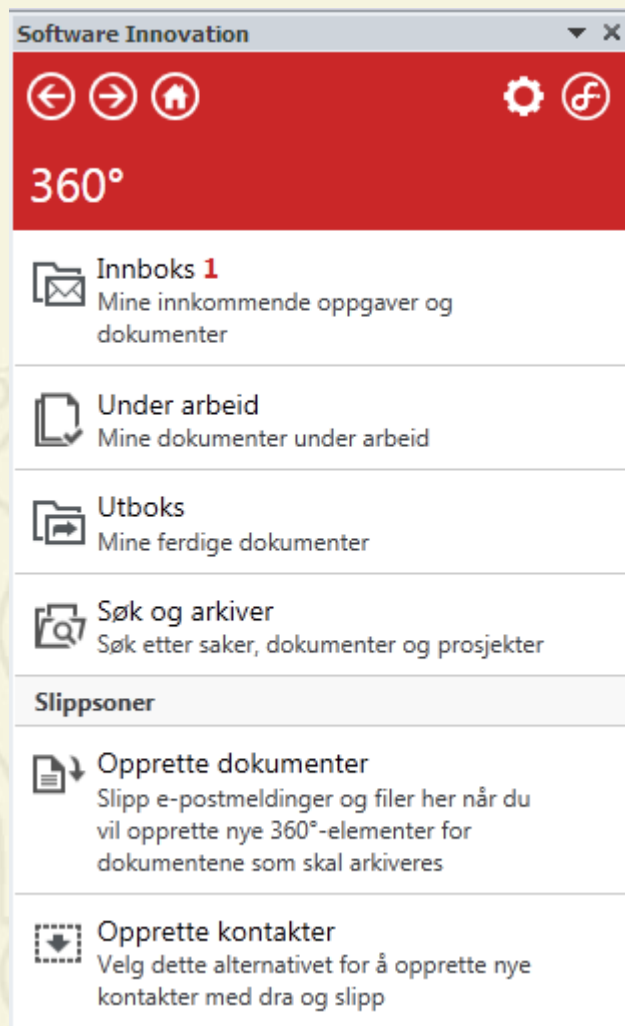 Software Innovation
360°
Innboks 1
Mine innkommende oppgaver og
dokumenter
Under arbeid
Mine dokumenter under arbeid
Utboks
Mine ferdige dokumenter
Søk og arkiver
Søk etter saker, dokumenter og prosjekter
Slippsoner
Opprette dokumenter
Slipp e-postmeldinger og filer her når du
vil opprette nye 360°-elementer for
dokumentene som skal arkiveres
Opprette kontakter
Velg dette alternativet for å opprette nye
kontakter med dra og slipp